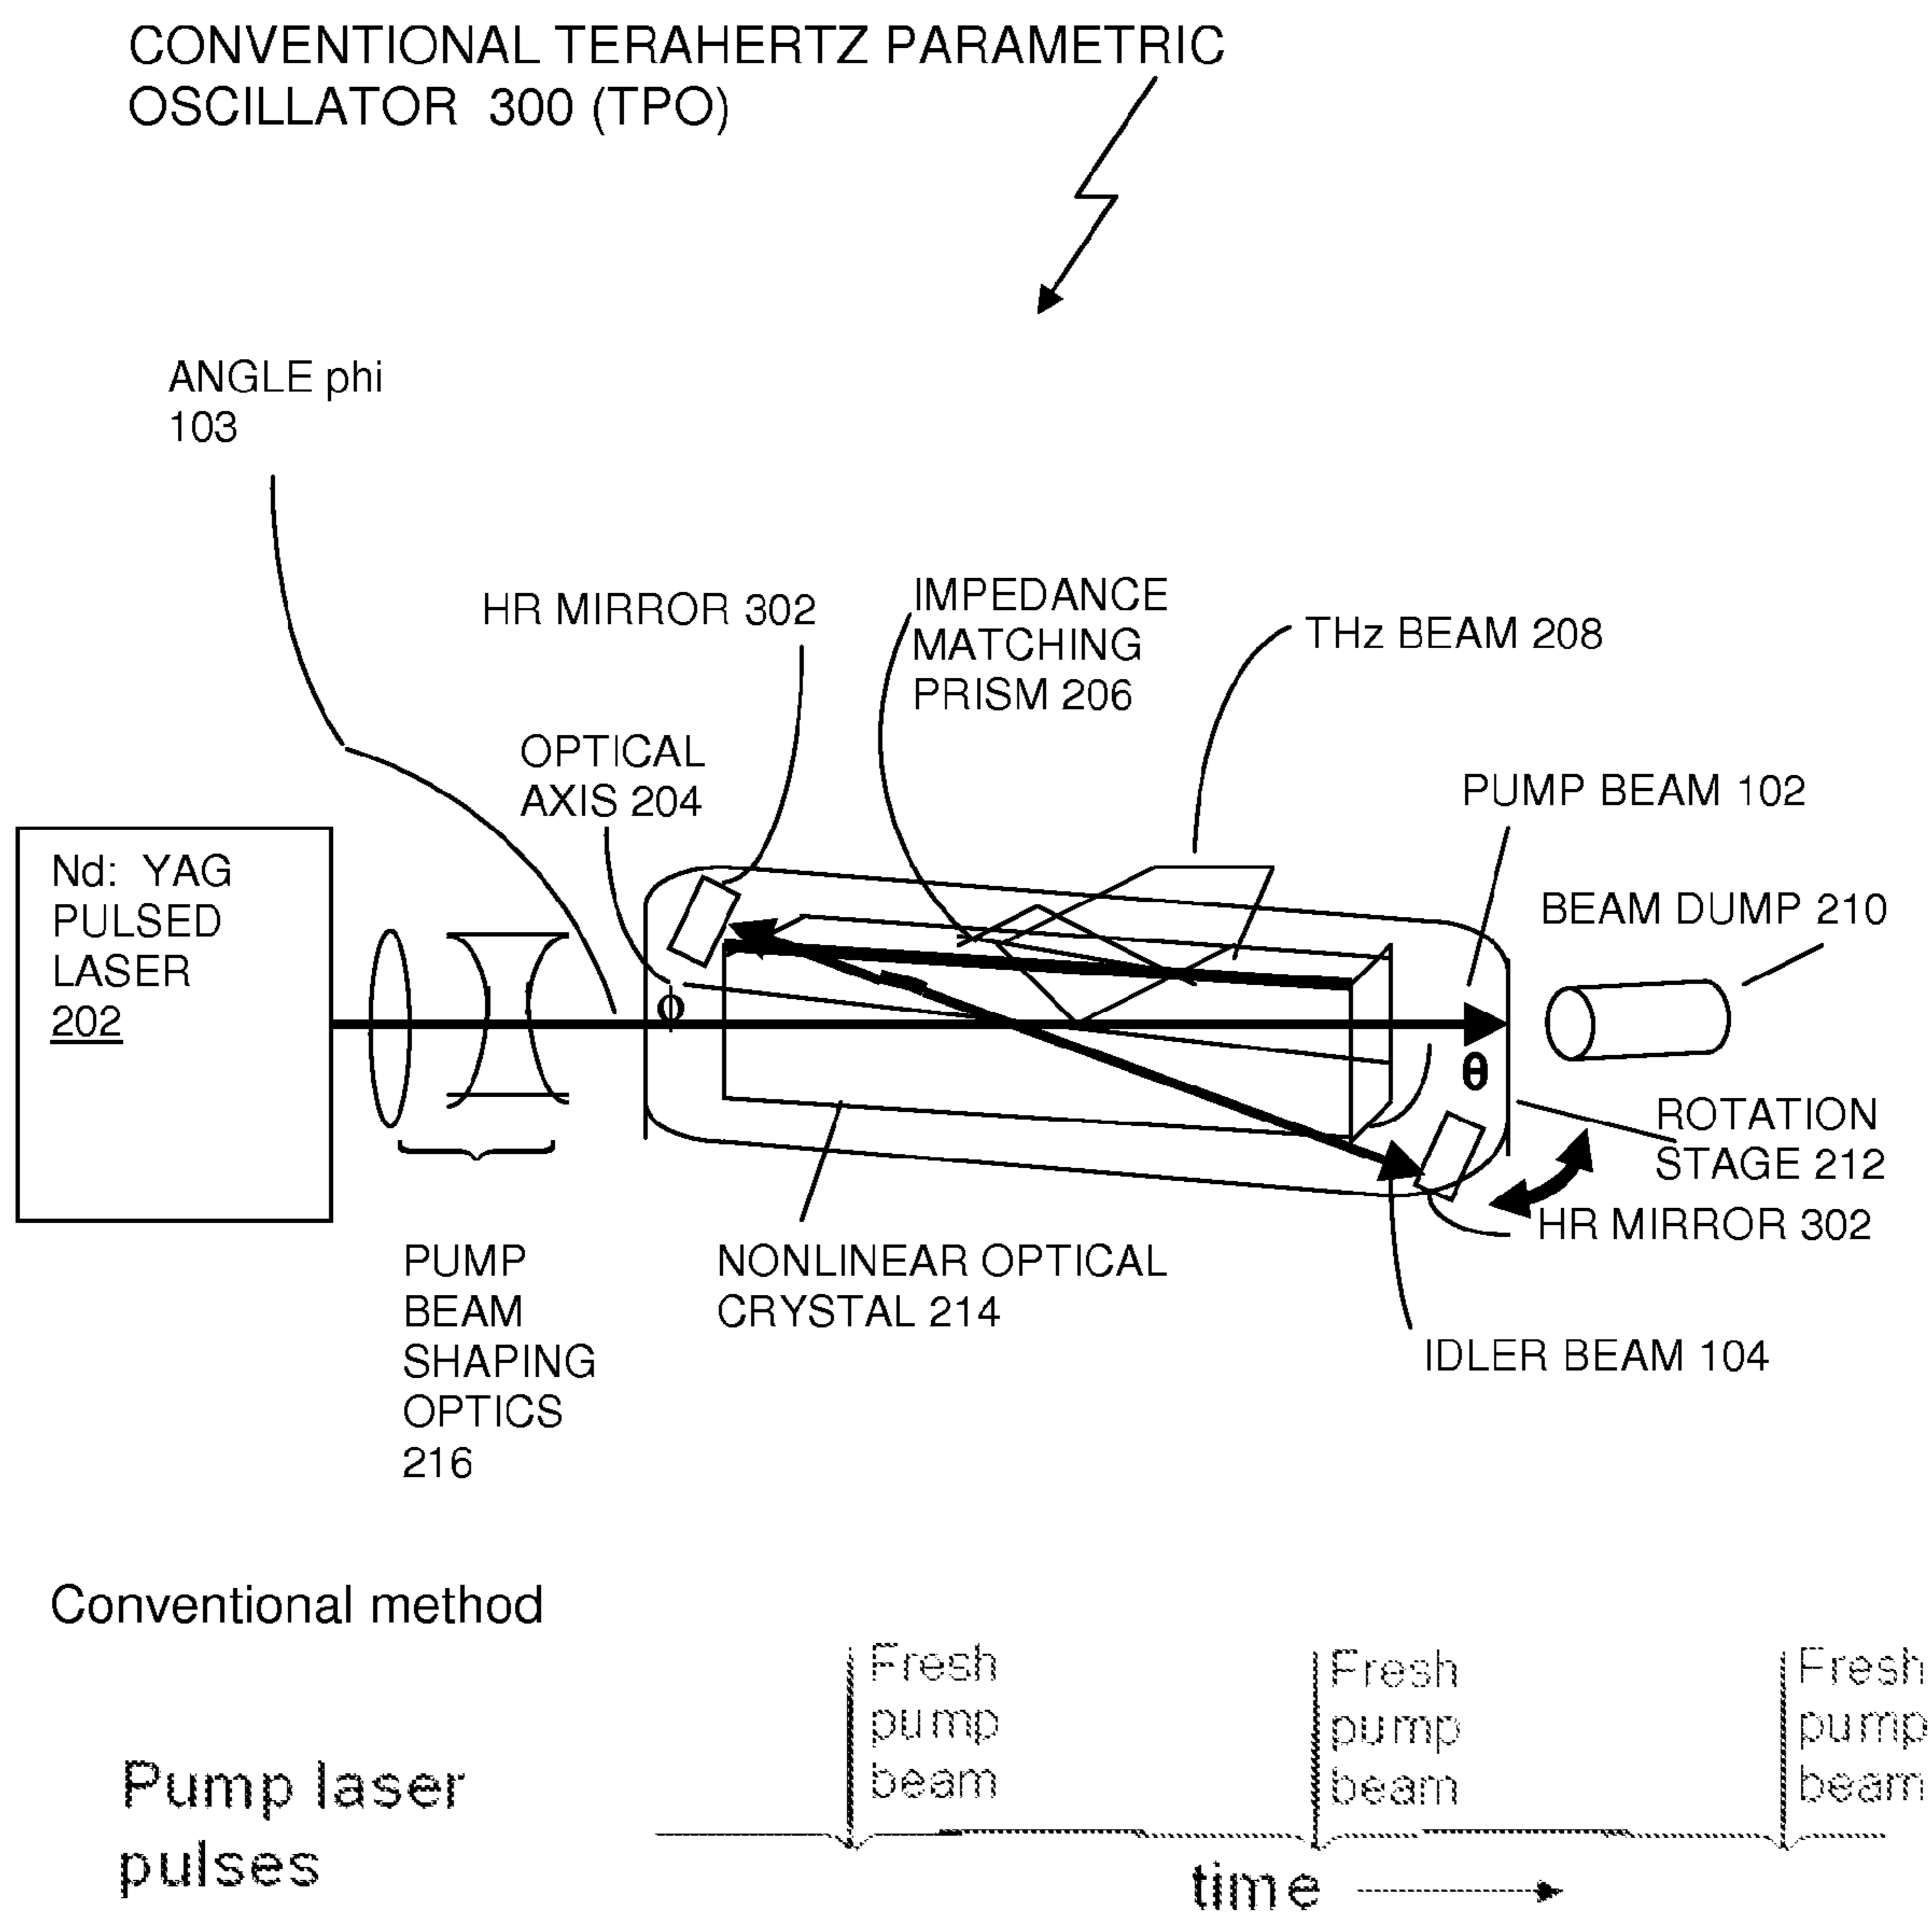 CONVENTIONAL TERAHERTZ PARAMETRIC
OSCILLATOR 300 (TPO)
ANGLE phi
103
HR MIRROR 302
IMPEDANCE
MATCHING
PRISM 206
THz BEAM 208
OPTICAL
AXIS 204
PUMP BEAM 102
Nd: YAG
PULSED
LASER
202
BEAM DUMP 210
Φ
θ
ROTATION
STAGE 212
HR MIRROR 302
PUMP
BEAM
SHAPING
OPTICS
216
NONLINEAR OPTICAL
CRYSTAL 214
IDLER BEAM 104
Conventional method
Fresh
pump
beam
Fresh
pump
beam
Fresh
pump
beam
Pump laser
pulses
time